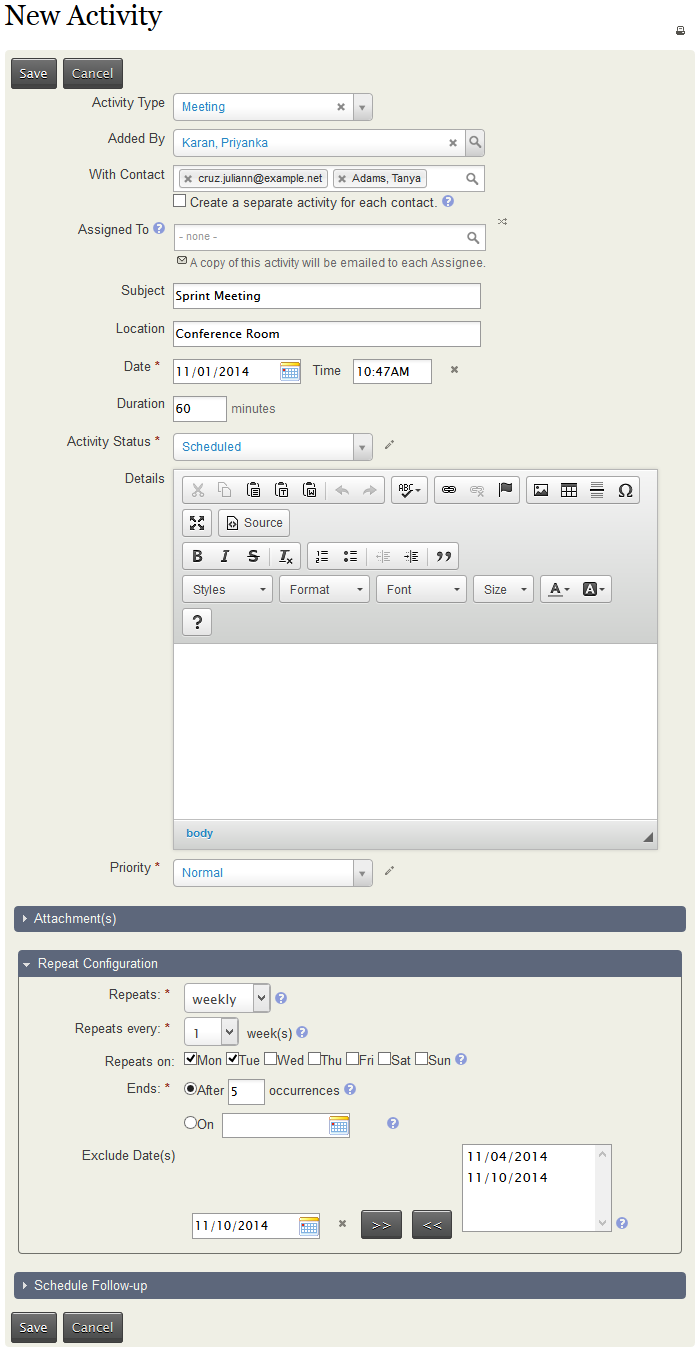 New Activity
Save Cancel
Activity Type Meeting
Added By Karan, Priyanka
With Contact cruz.juliann@example.net Adams, Tanya
Create a separate activity for each contact.
Assigned To - none -
A copy of this activity will be emailed to each Assignee.
Subject Sprint Meeting
Location Conference Room
Date * 11/01/2014 Time 10:47AM
Duration 60 minutes
Activity Status * Scheduled
Details
ABC
Source
B I S Tx
Styles Format Font Size A A
?
body
Priority * Normal
Attachment(s)
Repeat Configuration
Repeats: * weekly
Repeats every: * 1 week(s)
Repeats on: Mon Tue Wed Thu Fri Sat Sun
Ends: * After 5 occurrences
On
Exclude Date(s)
11/04/2014
11/10/2014
11/10/2014 >> <<
Schedule Follow-up
Save Cancel